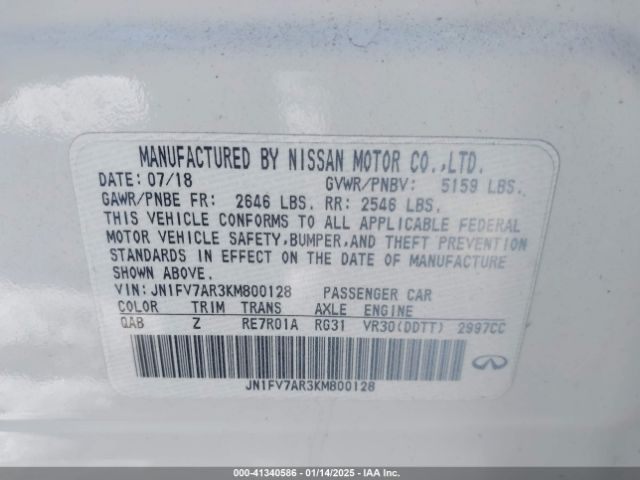 MANUFACTURED BY NISSAN MOTOR CO.,LTD.
DATE: 07/18 GVWR/PNBV: 5159 LBS.
GAWR/PNBE FR: 2646 LBS. RR: 2546 LBS.
THIS VEHICLE CONFORMS TO ALL APPLICABLE FEDERAL
MOTOR VEHICLE SAFETY,BUMPER,AND THEFT PREVENTION
STANDARDS IN EFFECT ON THE DATE OF MANUFACTURE
SHOWN ABOVE.
VIN: JN1FV7AR3KM800128 PASSENGER CAR
COLOR TRIM TRANS AXLE ENGINE
QAB Z RE7R01A RG31 VR30(DDTT) 2997CC
JN1FV7AR3KM800128
INFINITI
000-41340586 - 01/14/2025 - IAA Inc.